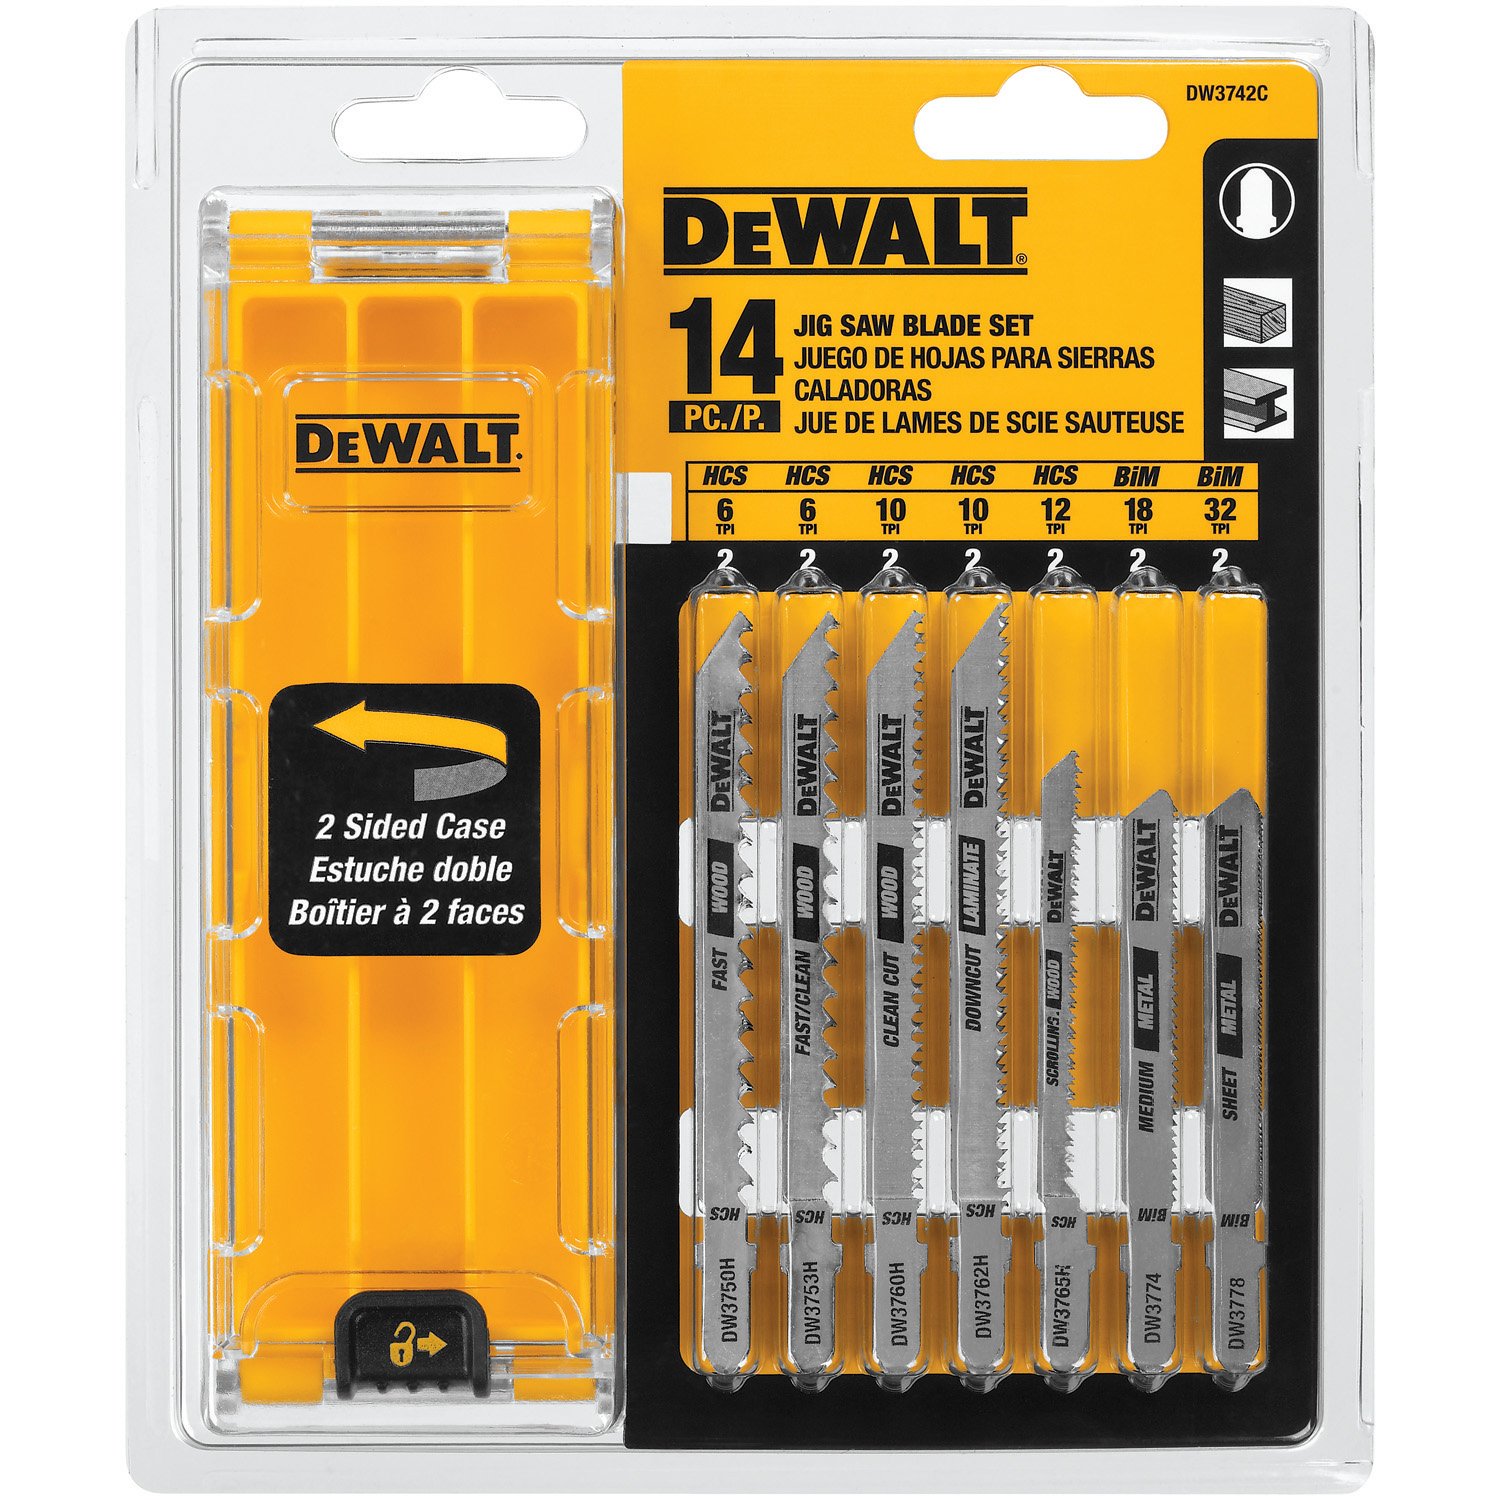 DW3742C
DEWALT®
14
PC./P.
JIG SAW BLADE SET
JUEGO DE HOJAS PARA SIERRAS
CALADORAS
JUE DE LAMES DE SCIE SAUTEUSE
HCS HCS HCS HCS HCS BiM BiM
6 6 10 10 12 18 32
TPI TPI TPI TPI TPI TPI TPI
2 2 2 2 2 2 2
DEWALT.
2 Sided Case
Estuche doble
Boîtier à 2 faces
DEWALT
WOOD
FAST
HCS
DW3750H
DEWALT
WOOD
FAST/CLEAN
HCS
DW3753H
DEWALT
WOOD
CLEAN CUT
HCS
DW3760H
DEWALT
LAMINATE
DOWNCUT
HCS
DW3762H
DEWALT
WOOD
SCROLLING
HCS
DW3765H
DEWALT
METAL
MEDIUM
BiM
DW3774
DEWALT
METAL
SHEET
BiM
DW3778